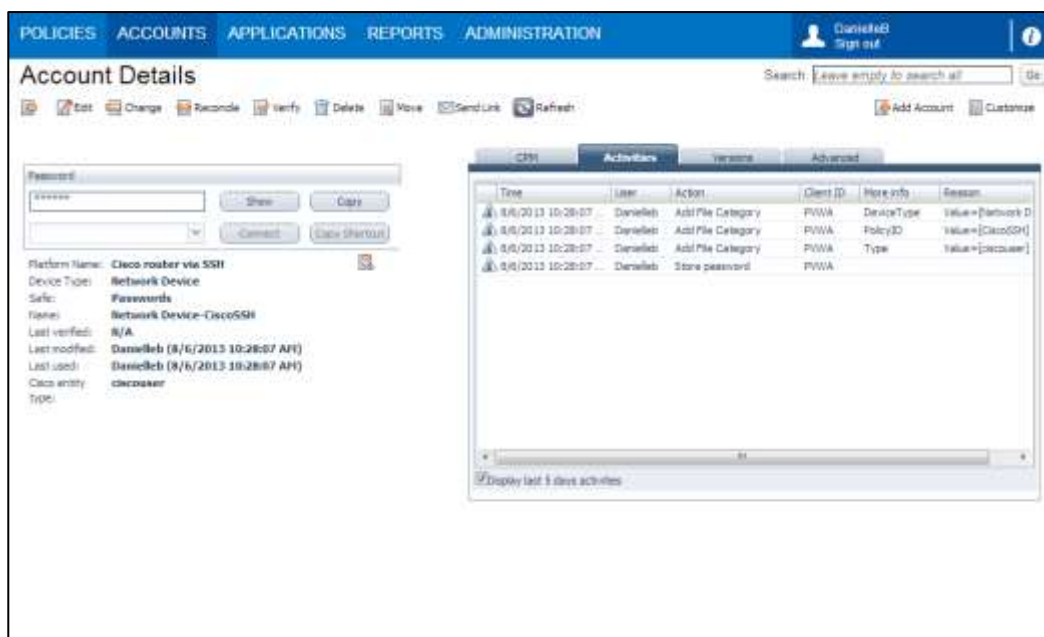 POLICIES ACCOUNTS APPLICATIONS REPORTS ADMINISTRATION
DanielleB
Sign out
Account Details
Search: Leave empty to search all Go
Edit Change Reconcile Verify Delete Move Send Link Refresh
Add Account Customize
CPM Activities Versions Advanced
Password
******
Show Copy
Connect Copy Shortcut
Platform Name: Cisco router via SSH
Device Type: Network Device
Safe: Passwords
Name: Network Device-CiscoSSH
Last verified: N/A
Last modified: Danielleb (8/6/2013 10:28:07 AM)
Last used: Danielleb (8/6/2013 10:28:07 AM)
Cisco entity type: ciscouser
Time User Action Client ID More info Reason
8/6/2013 10:28:07 ... Danielleb Add File Category PVWA DeviceType Value=[Network D
8/6/2013 10:28:07 ... Danielleb Add File Category PVWA PolicyID Value=[CiscoSSH]
8/6/2013 10:28:07 ... Danielleb Add File Category PVWA Type Value=[ciscouser]
8/6/2013 10:28:07 ... Danielleb Store password PVWA
Display last 5 days activities